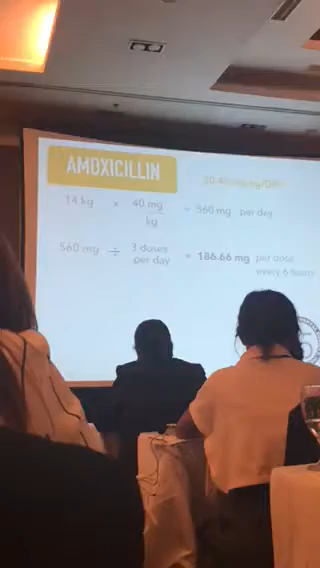 AMOXICILLIN
14 kg x 40 mg = 560 mg per day
kg
560 mg ÷ 3 doses = 186.66 mg per dose
per day every 6 hours